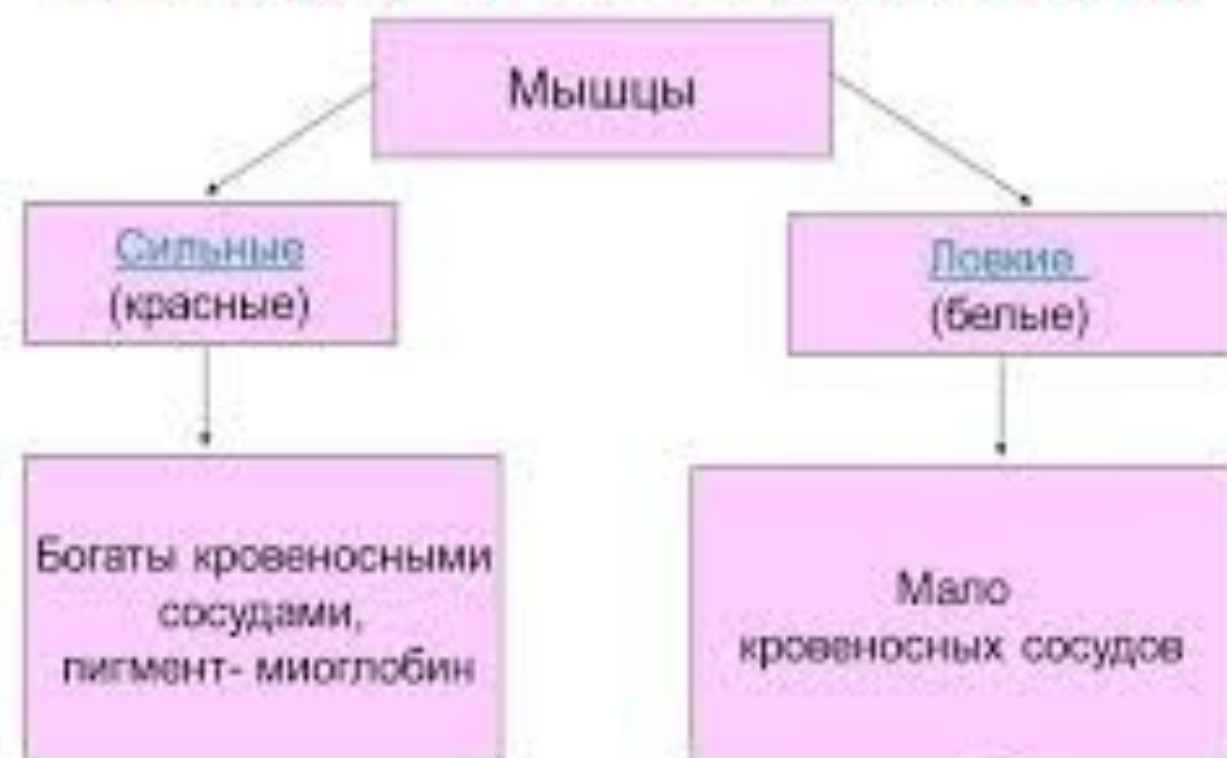 Мышцы
Сильные
(красные)
Ловкие
(белые)
Богаты кровеносными
сосудами,
пигмент- миоглобин
Мало
кровеносных сосудов